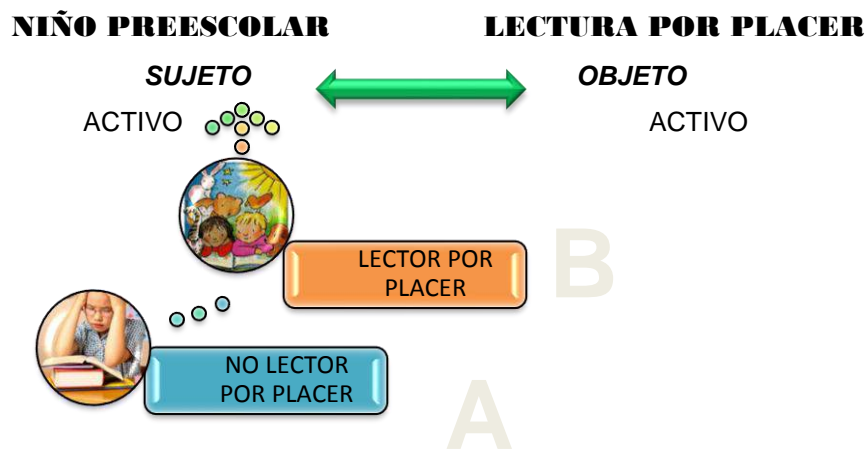 NIÑO PREESCOLAR
LECTURA POR PLACER
SUJETO
OBJETO
ACTIVO
ACTIVO
LECTOR POR
PLACER
B
NO LECTOR
POR PLACER
A